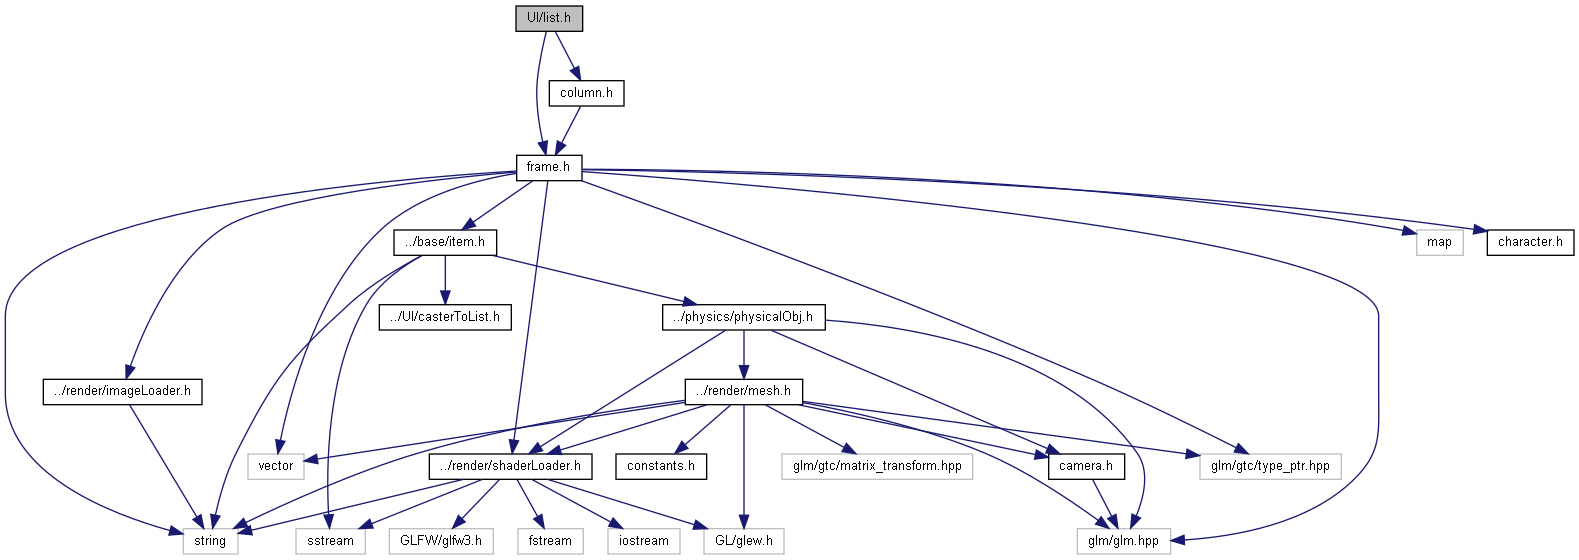 UI/list.h
column.h
frame.h
../base/item.h
map
character.h
../UI/casterToList.h
../physics/physicalObj.h
../render/imageLoader.h
../render/mesh.h
vector
../render/shaderLoader.h
constants.h
glm/gtc/matrix_transform.hpp
camera.h
glm/gtc/type_ptr.hpp
string
sstream
GLFW/glfw3.h
fstream
iostream
GL/glew.h
glm/glm.hpp